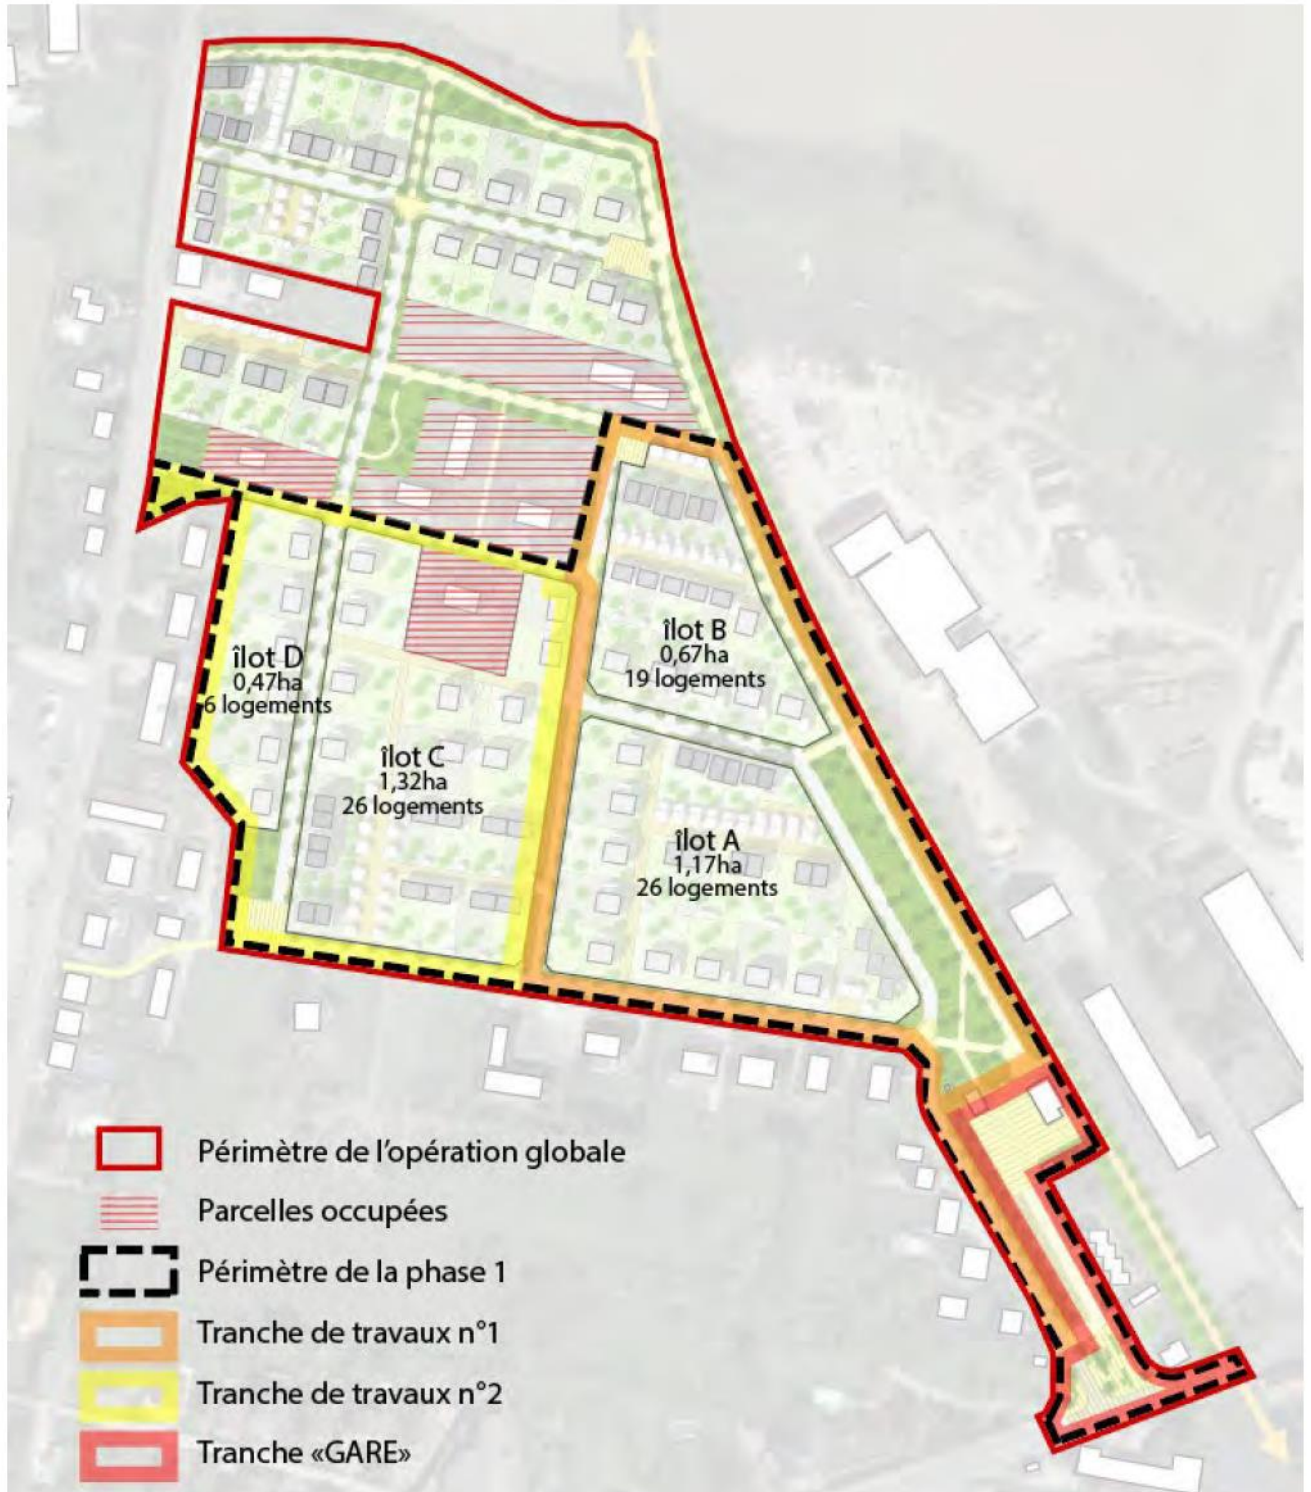 îlot B
0,67ha
19 logements
îlot D
0,47ha
6 logements
îlot C
1,32ha
26 logements
îlot A
1,17ha
26 logements
Périmètre de l'opération globale
Parcelles occupées
Périmètre de la phase 1
Tranche de travaux n°1
Tranche de travaux n°2
Tranche «GARE»